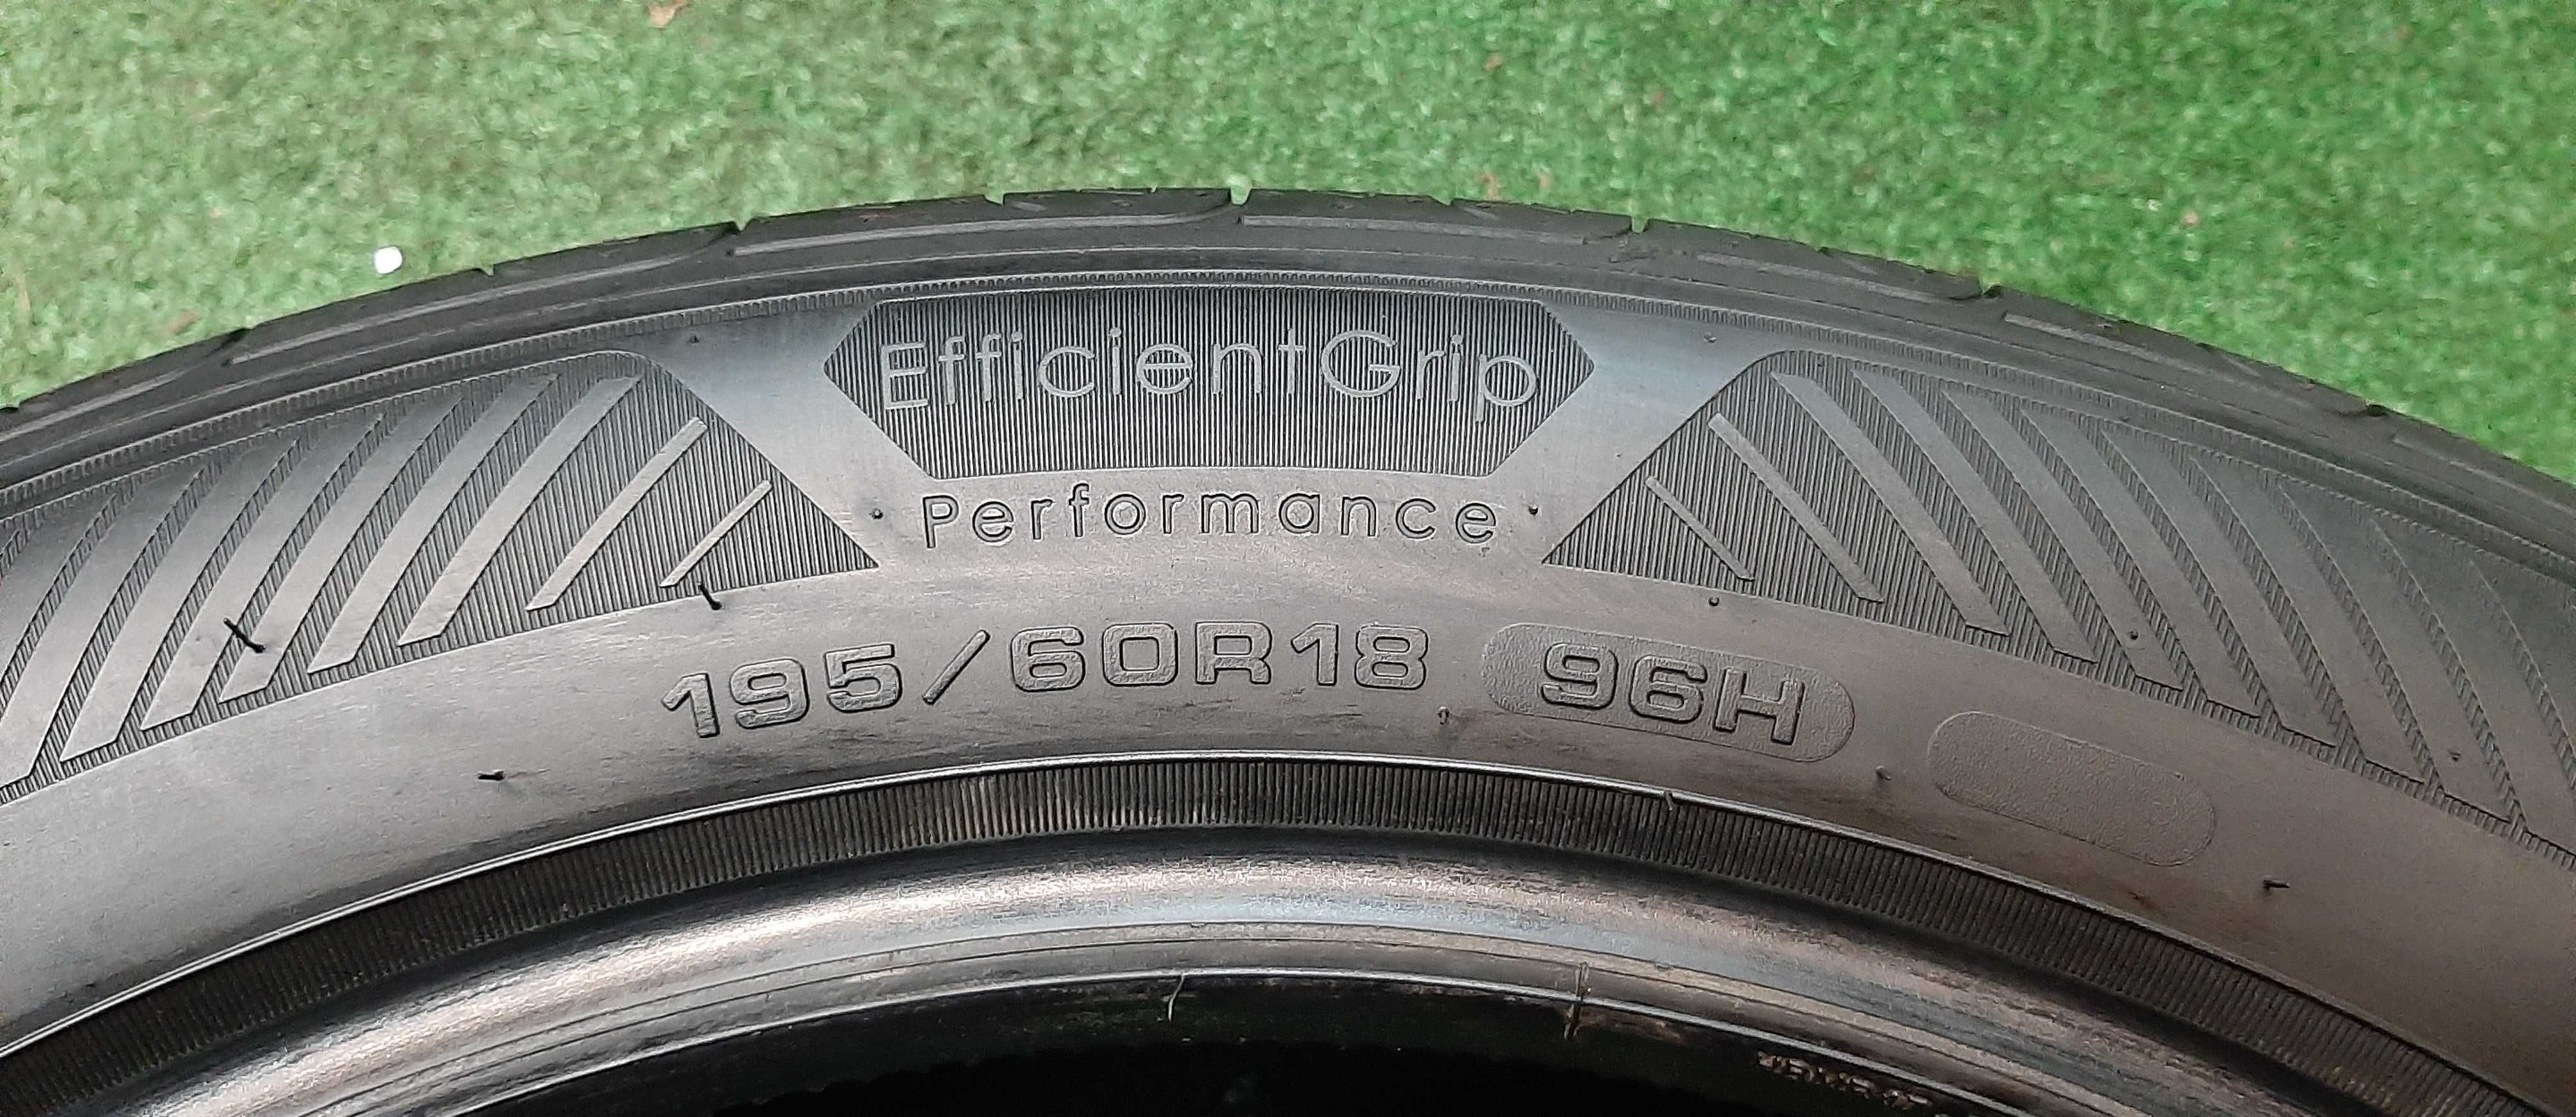 EfficientGrip
Performance
195/60R18 96H